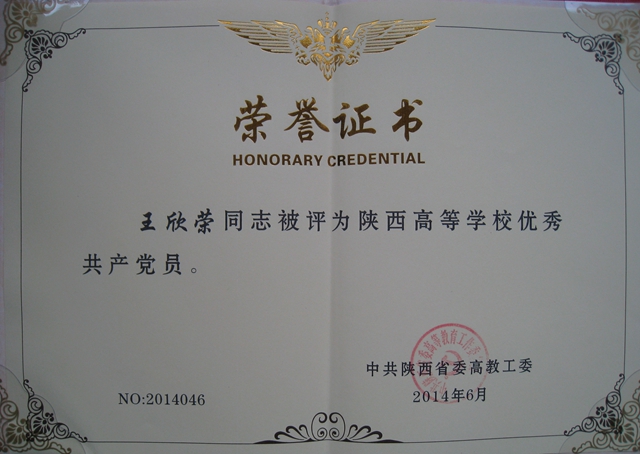 荣誉证书
HONORARY CREDENTIAL
王欣荣同志被评为陕西高等学校优秀
共产党员。
中共陕西省委高教工委
2014年6月
NO:2014046